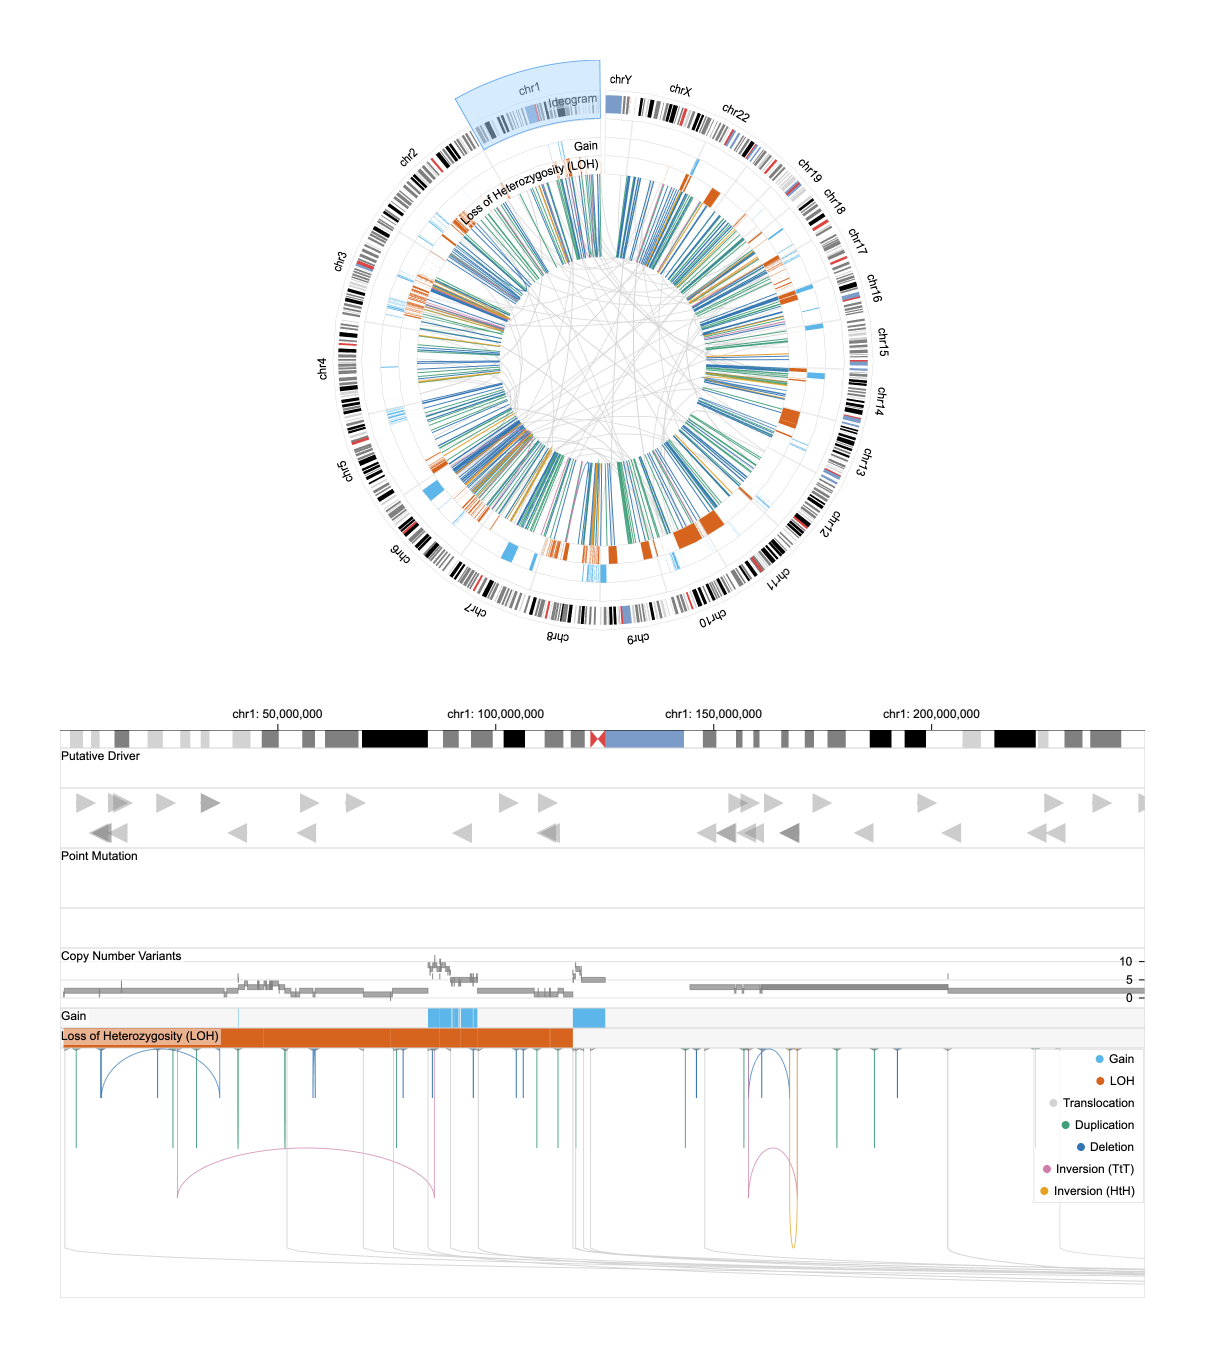 chr1
Ideogram
Gain
Loss of Heterozygosity (LOH)
chrY
chrX
chr22
chr19
chr18
chr17
chr16
chr15
chr14
chr13
chr12
chr11
chr10
chr9
chr8
chr7
chr6
chr5
chr4
chr3
chr2
chr1: 50,000,000
chr1: 100,000,000
chr1: 150,000,000
chr1: 200,000,000
Putative Driver
Point Mutation
Copy Number Variants
10
5
0
Gain
Loss of Heterozygosity (LOH)
Gain
LOH
Translocation
Duplication
Deletion
Inversion (TtT)
Inversion (HtH)